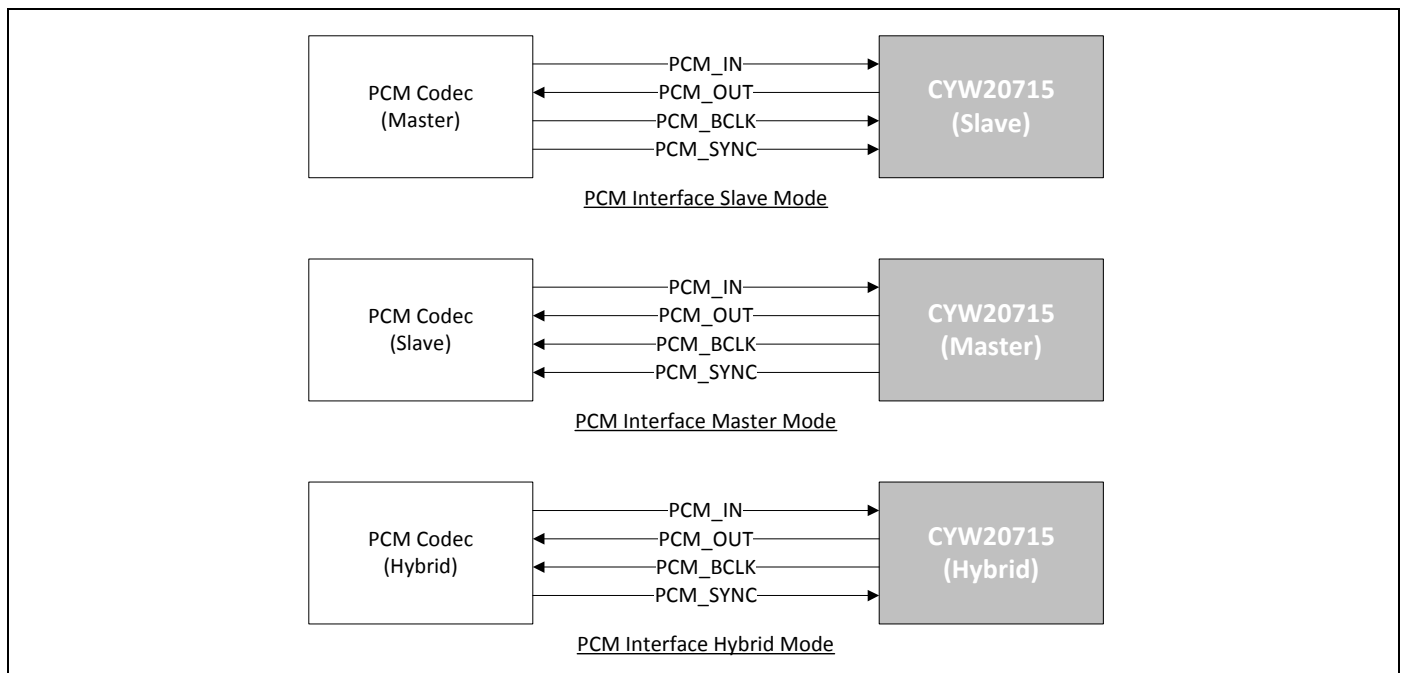 PCM Codec
(Master)
PCM_IN
PCM_OUT
PCM_BCLK
PCM_SYNC
CYW20715
(Slave)
PCM Interface Slave Mode
PCM Codec
(Slave)
PCM_IN
PCM_OUT
PCM_BCLK
PCM_SYNC
CYW20715
(Master)
PCM Interface Master Mode
PCM Codec
(Hybrid)
PCM_IN
PCM_OUT
PCM_BCLK
PCM_SYNC
CYW20715
(Hybrid)
PCM Interface Hybrid Mode